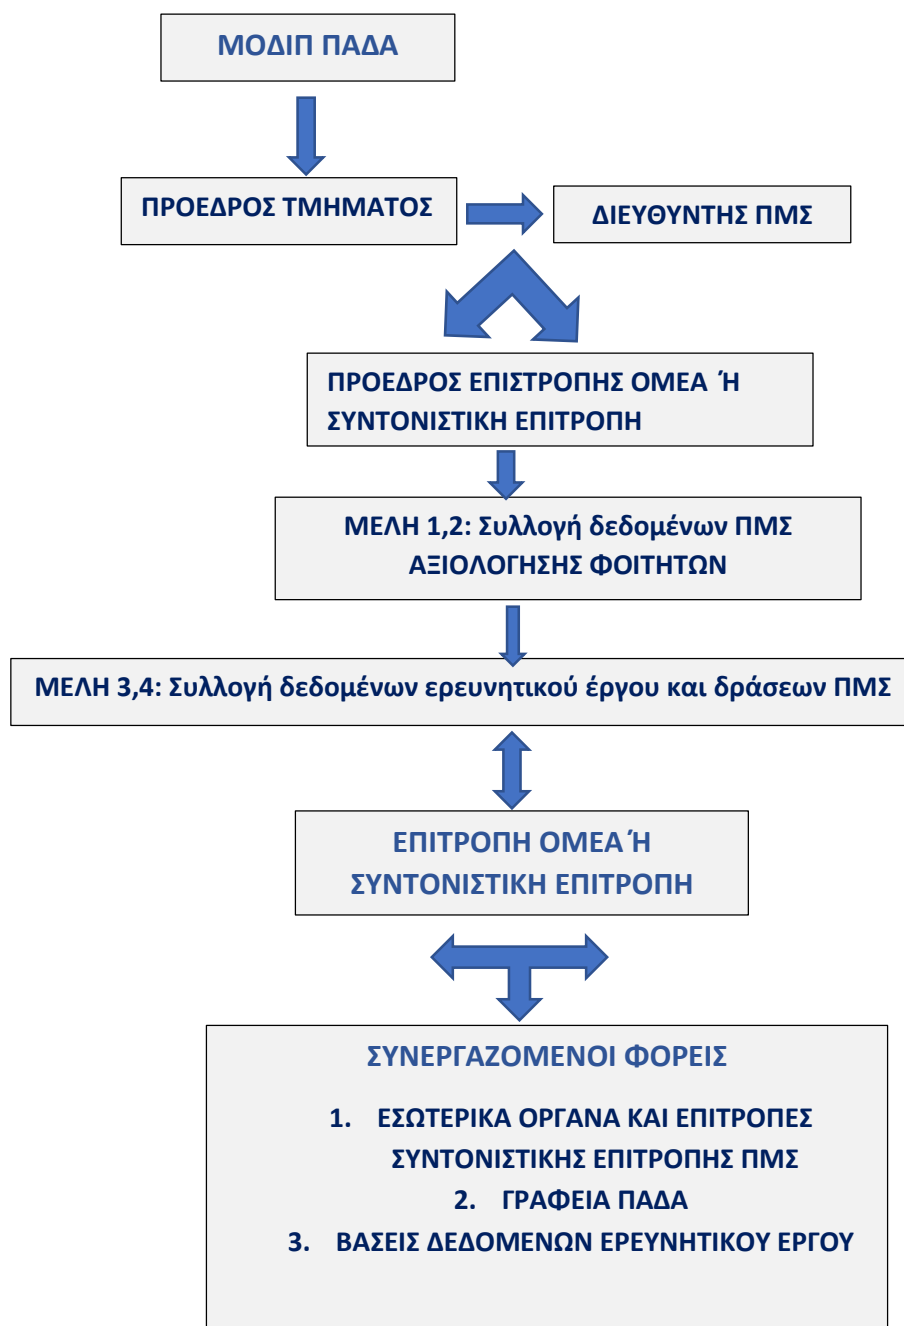 ΜΟΔΙΠ ΠΑΔΑ
ΠΡΟΕΔΡΟΣ ΤΜΗΜΑΤΟΣ
ΔΙΕΥΘΥΝΤΗΣ ΠΜΣ
ΠΡΟΕΔΡΟΣ ΕΠΙΣΤΡΟΠΗΣ ΟΜΕΑ Ή
ΣΥΝΤΟΝΙΣΤΙΚΗ ΕΠΙΤΡΟΠΗ
ΜΕΛΗ 1,2: Συλλογή δεδομένων ΠΜΣ
ΑΞΙΟΛΟΓΗΣΗΣ ΦΟΙΤΗΤΩΝ
ΜΕΛΗ 3,4: Συλλογή δεδομένων ερευνητικού έργου και δράσεων ΠΜΣ
ΕΠΙΤΡΟΠΗ ΟΜΕΑ Ή
ΣΥΝΤΟΝΙΣΤΙΚΗ ΕΠΙΤΡΟΠΗ
ΣΥΝΕΡΓΑΖΟΜΕΝΟΙ ΦΟΡΕΙΣ
1. ΕΣΩΤΕΡΙΚΑ ΟΡΓΑΝΑ ΚΑΙ ΕΠΙΤΡΟΠΕΣ
ΣΥΝΤΟΝΙΣΤΙΚΗΣ ΕΠΙΤΡΟΠΗΣ ΠΜΣ
2. ΓΡΑΦΕΙΑ ΠΑΔΑ
3. ΒΑΣΕΙΣ ΔΕΔΟΜΕΝΩΝ ΕΡΕΥΝΗΤΙΚΟΥ ΕΡΓΟΥ